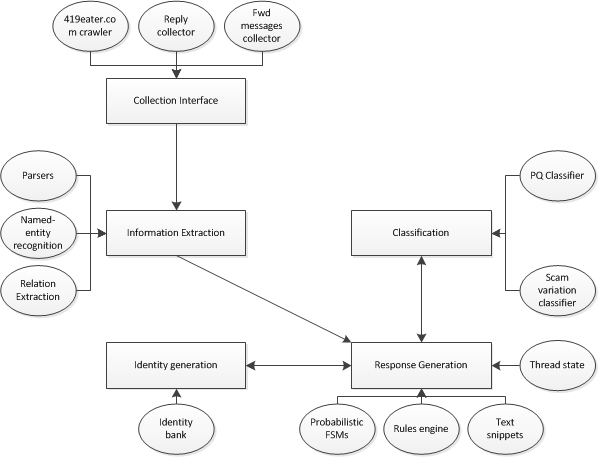 419eater.co
m crawler
Reply
collector
Fwd
messages
collector
Collection Interface
Parsers
Named-
entity
recognition
Relation
Extraction
Information Extraction
Classification
PQ Classifier
Scam
variation
classifier
Identity generation
Response Generation
Thread state
Identity
bank
Probabilistic
FSMs
Rules engine
Text
snippets